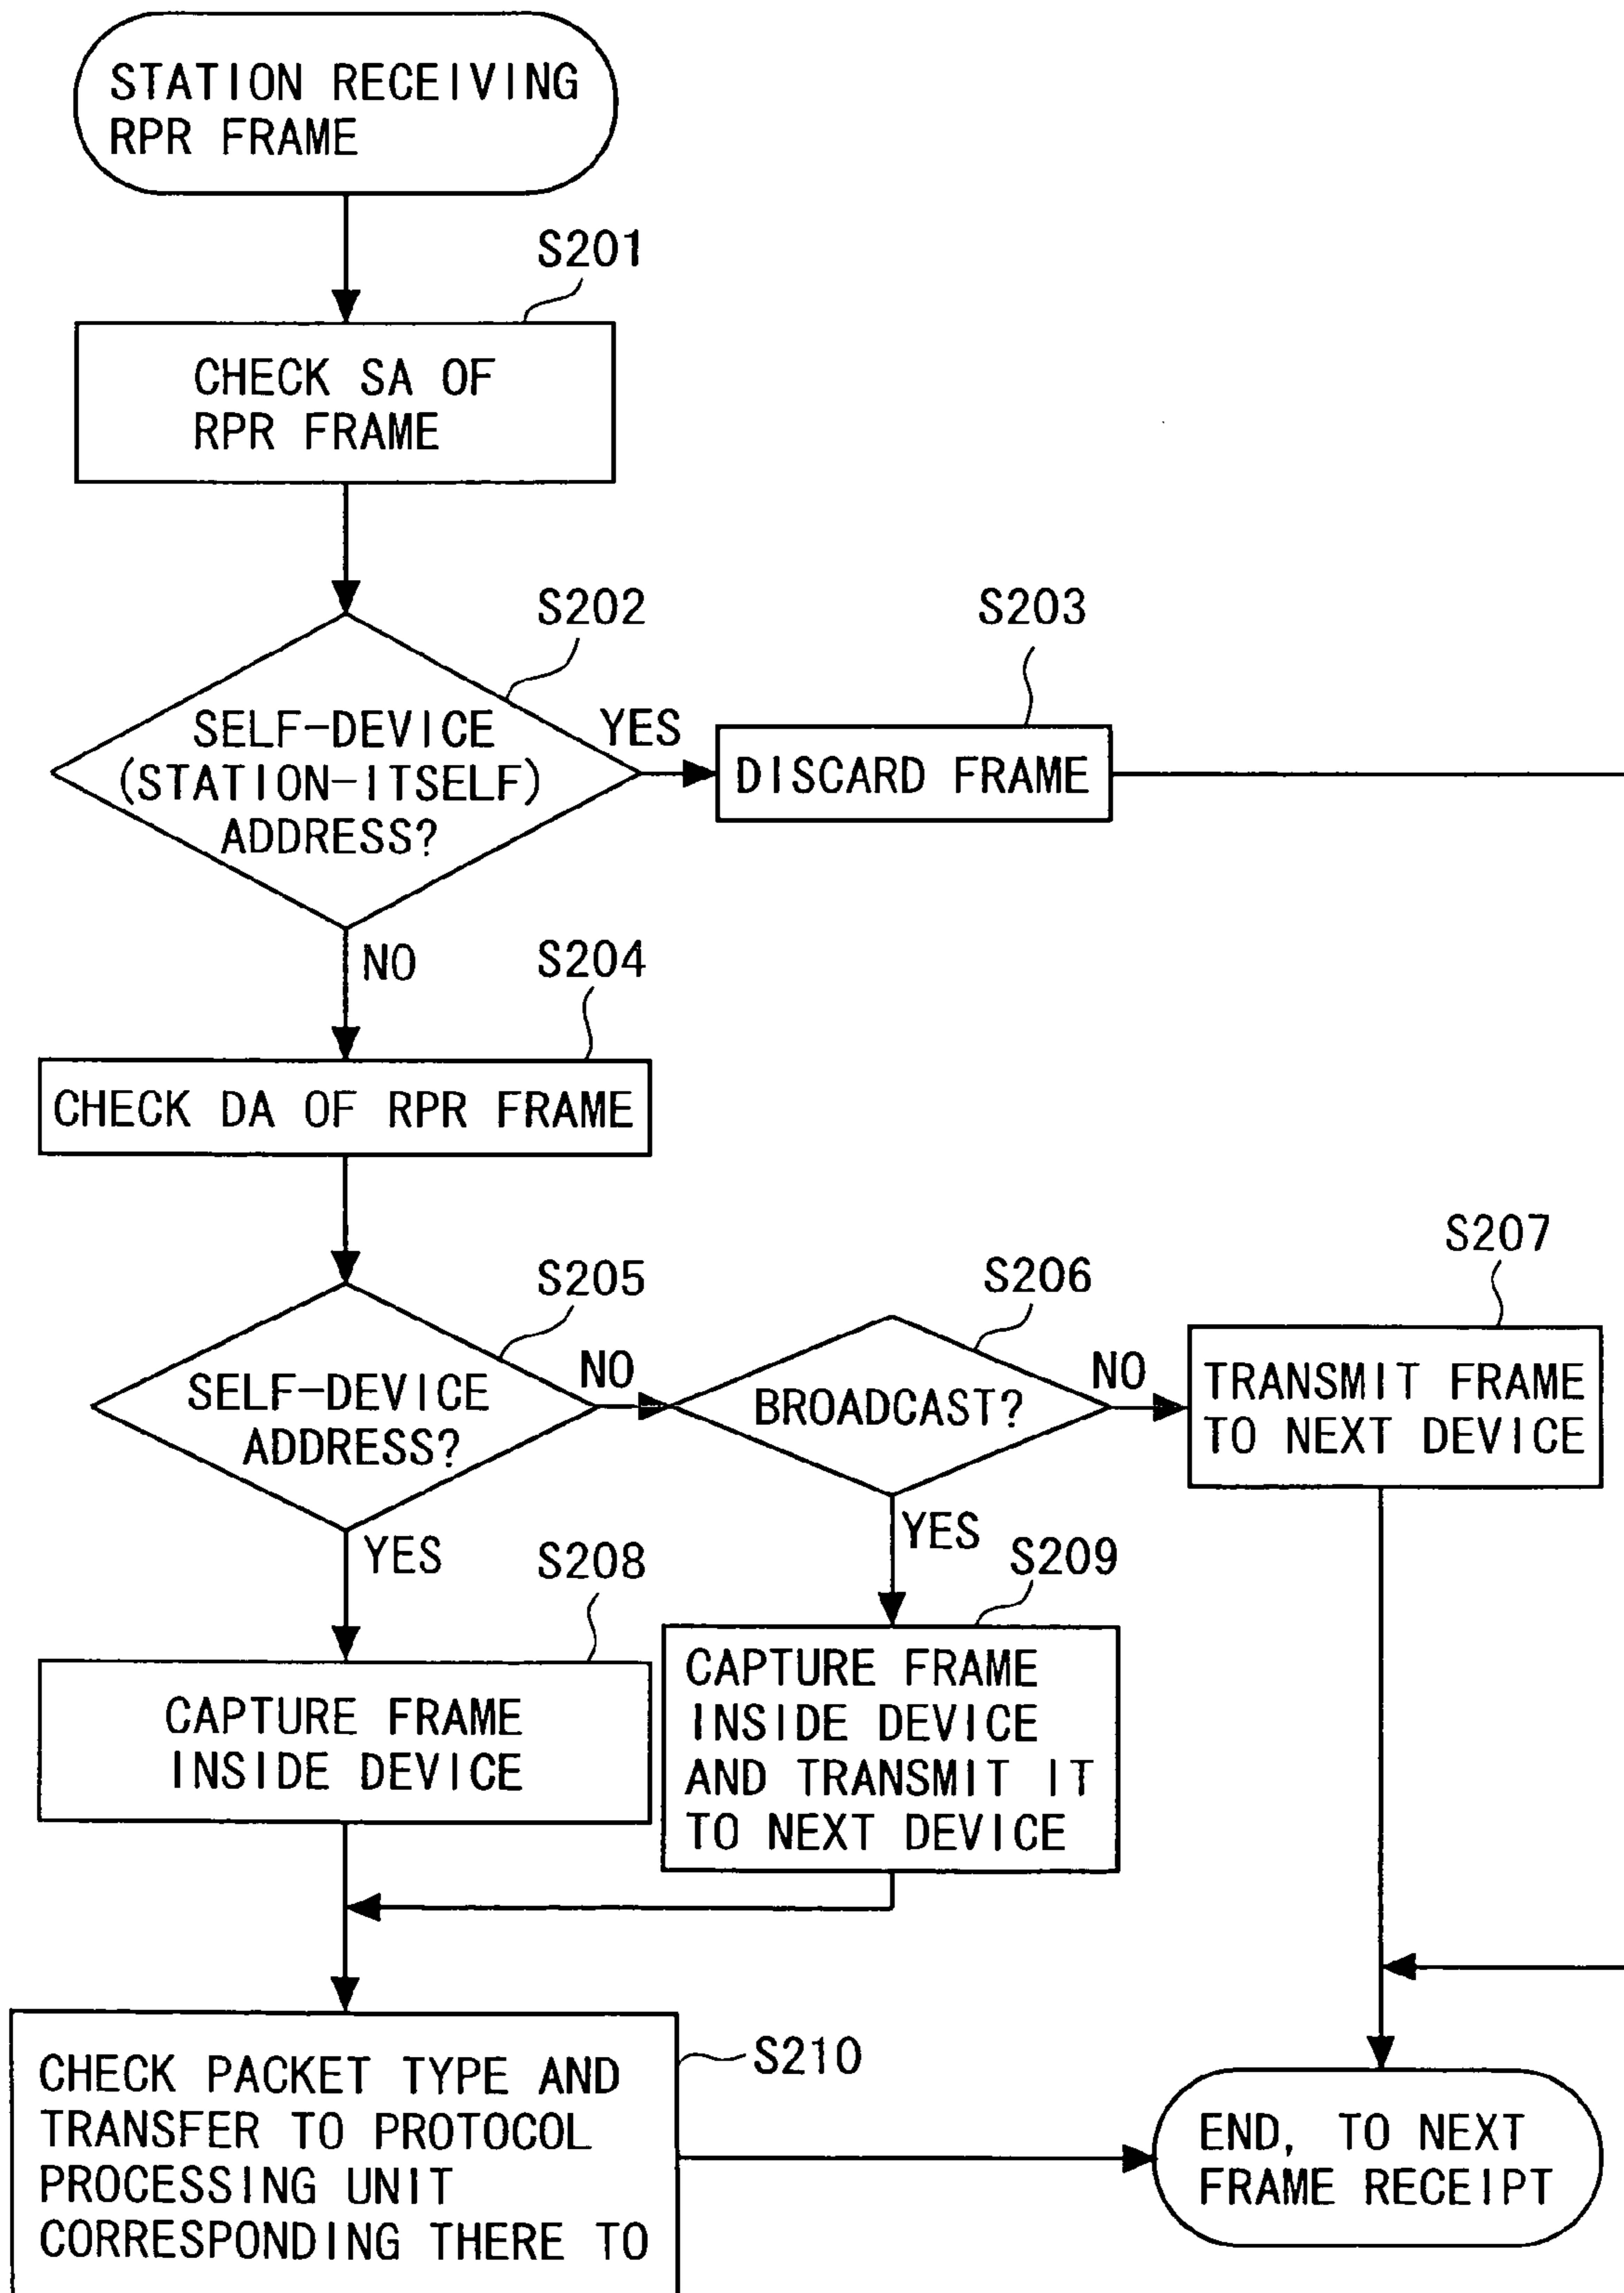 STATION RECEIVING
RPR FRAME
S201
CHECK SA OF
RPR FRAME
S202
S203
SELF-DEVICE
(STATION-ITSELF)
ADDRESS?
YES
DISCARD FRAME
NO
S204
CHECK DA OF RPR FRAME
S205
S206
S207
SELF-DEVICE
ADDRESS?
NO
BROADCAST?
NO
TRANSMIT FRAME
TO NEXT DEVICE
YES
YES
S208
S209
CAPTURE FRAME
INSIDE DEVICE
CAPTURE FRAME
INSIDE DEVICE
AND TRANSMIT IT
TO NEXT DEVICE
S210
CHECK PACKET TYPE AND
TRANSFER TO PROTOCOL
PROCESSING UNIT
CORRESPONDING THERE TO
END, TO NEXT
FRAME RECEIPT